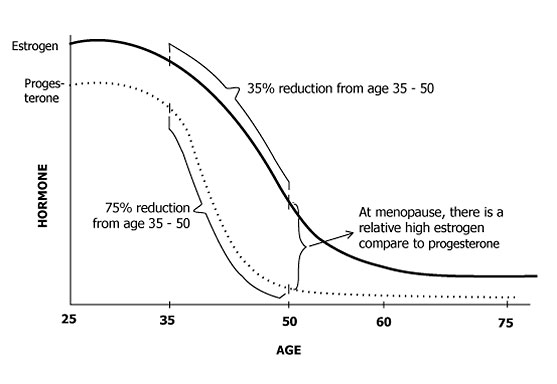 Estrogen
Proges-
terone
35% reduction from age 35 - 50
75% reduction
from age 35 - 50
At menopause, there is a
relative high estrogen
compare to progesterone
HORMONE
25 35 50 60 75
AGE